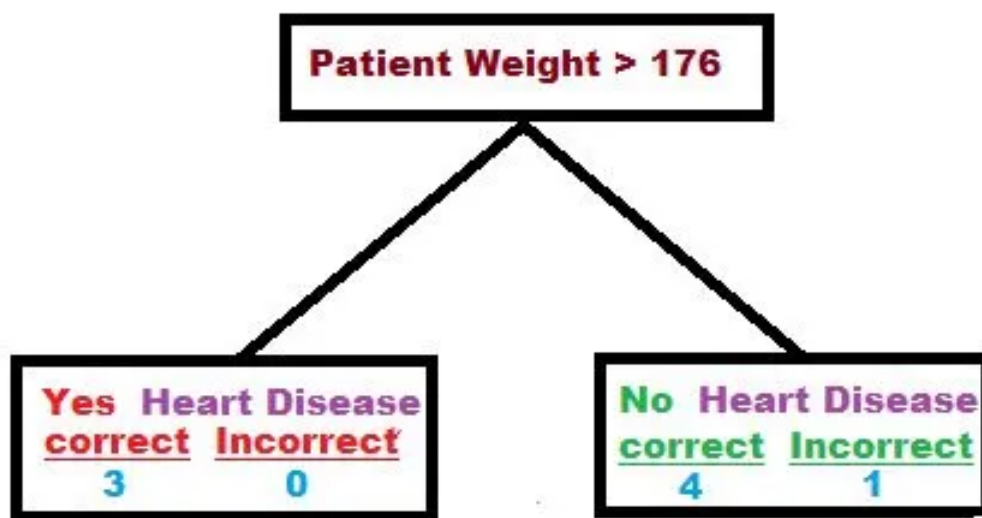 Patient Weight > 176
Yes Heart Disease
correct Incorrect
3 0
No Heart Disease
correct Incorrect
4 1